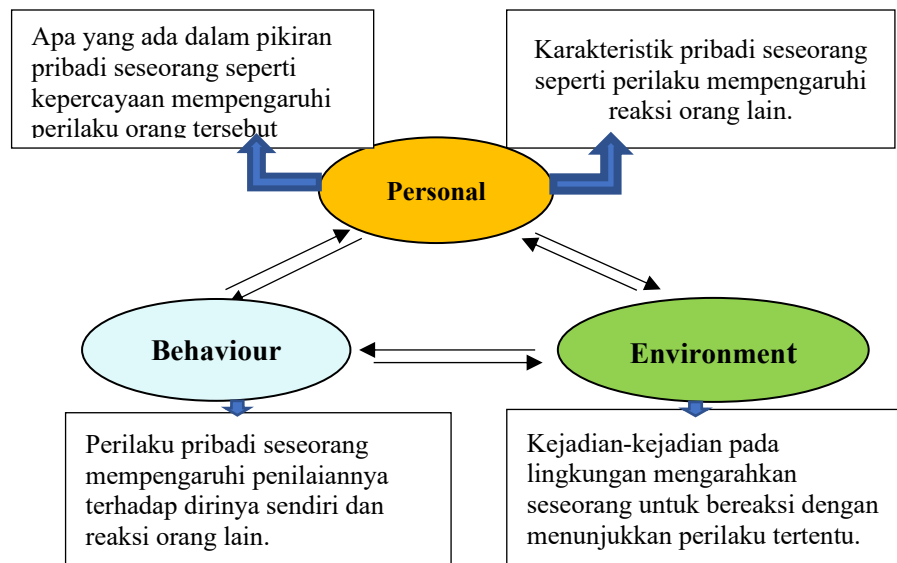 Apa yang ada dalam pikiran
pribadi seseorang seperti
kepercayaan mempengaruhi
perilaku orang tersebut
Karakteristik pribadi seseorang
seperti perilaku mempengaruhi
reaksi orang lain.
Personal
Behaviour
Environment
Perilaku pribadi seseorang
mempengaruhi penilaiannya
terhadap dirinya sendiri dan
reaksi orang lain.
Kejadian-kejadian pada
lingkungan mengarahkan
seseorang untuk bereaksi dengan
menunjukkan perilaku tertentu.